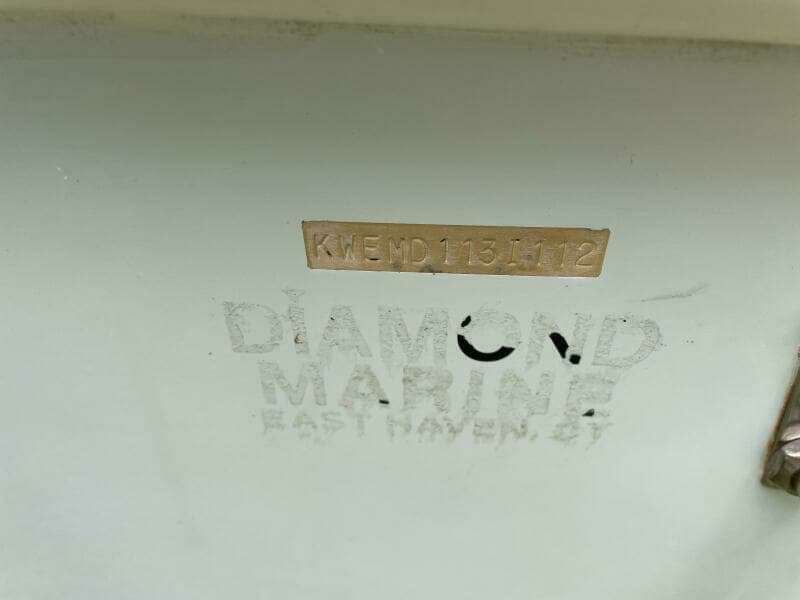 KWEMD113I112
DiAMOND
MARINE
EAST HAVEN, CT